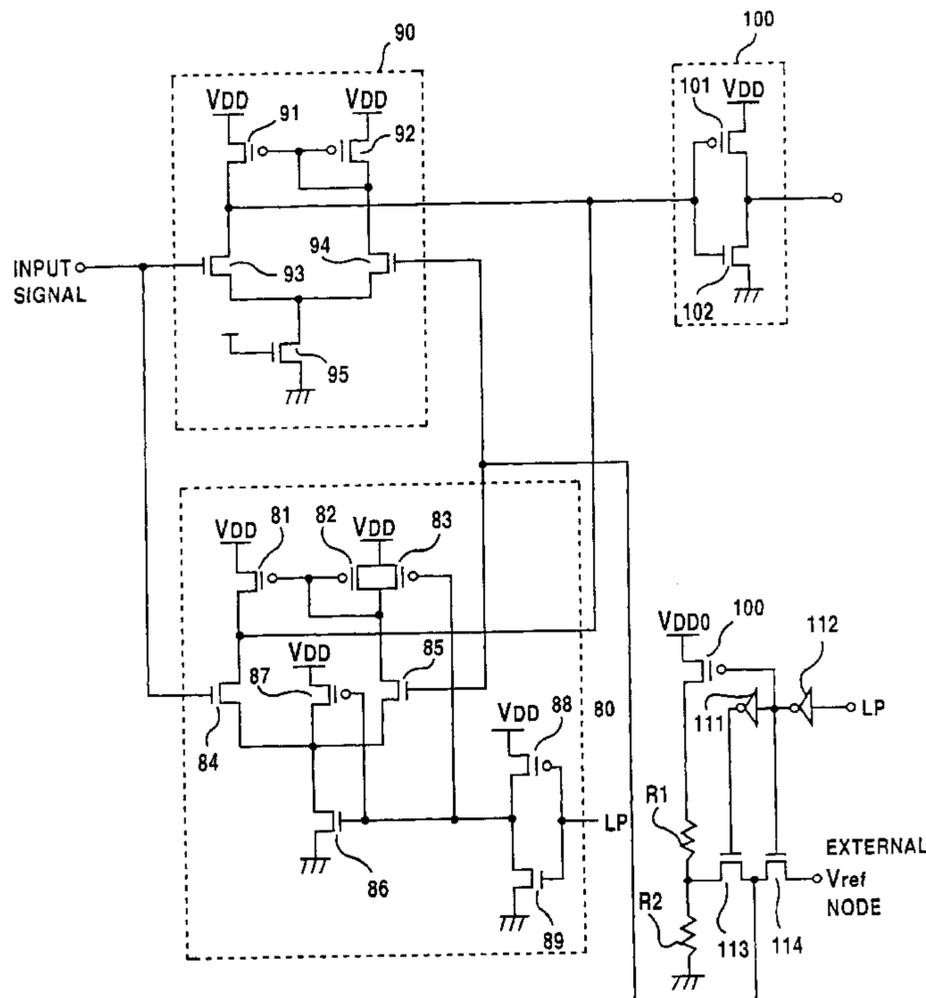 90
100
VDD
91
VDD
92
101
VDD
INPUT
SIGNAL
93
94
95
102
VDD
81
82
VDD
83
VDD
87
85
84
80
VDD
88
LP
86
89
VDD0
100
112
111
LP
R1
R2
EXTERNAL
Vref
NODE
113
114